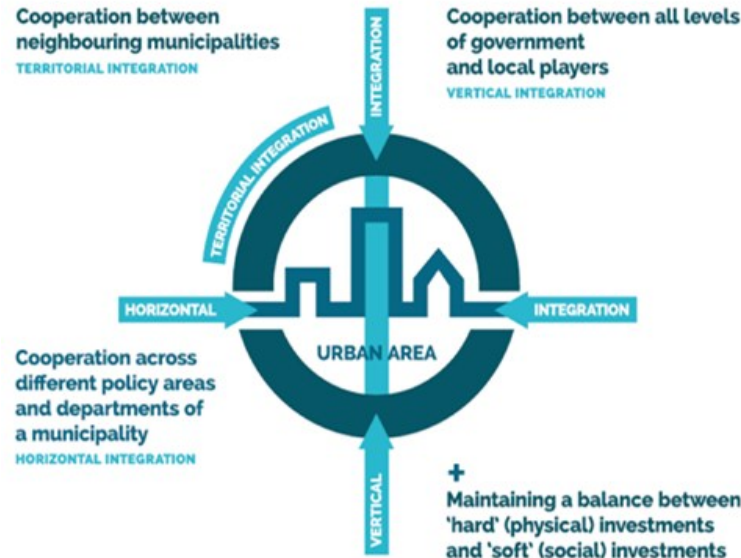 Cooperation between
neighbouring municipalities
TERRITORIAL INTEGRATION
Cooperation between all levels
of government
and local players
VERTICAL INTEGRATION
INTEGRATION
TERRITORIAL INTEGRATION
HORIZONTAL
INTEGRATION
URBAN AREA
Cooperation across
different policy areas
and departments of
a municipality
HORIZONTAL INTEGRATION
VERTICAL
+
Maintaining a balance between
'hard' (physical) investments
and 'soft' (social) investments